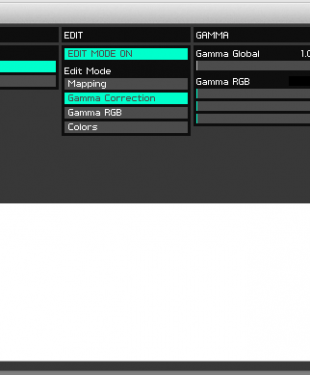 EDIT
EDIT MODE ON
Edit Mode
Mapping
Gamma Correction
Gamma RGB
Colors
GAMMA
Gamma Global 1.0
Gamma RGB